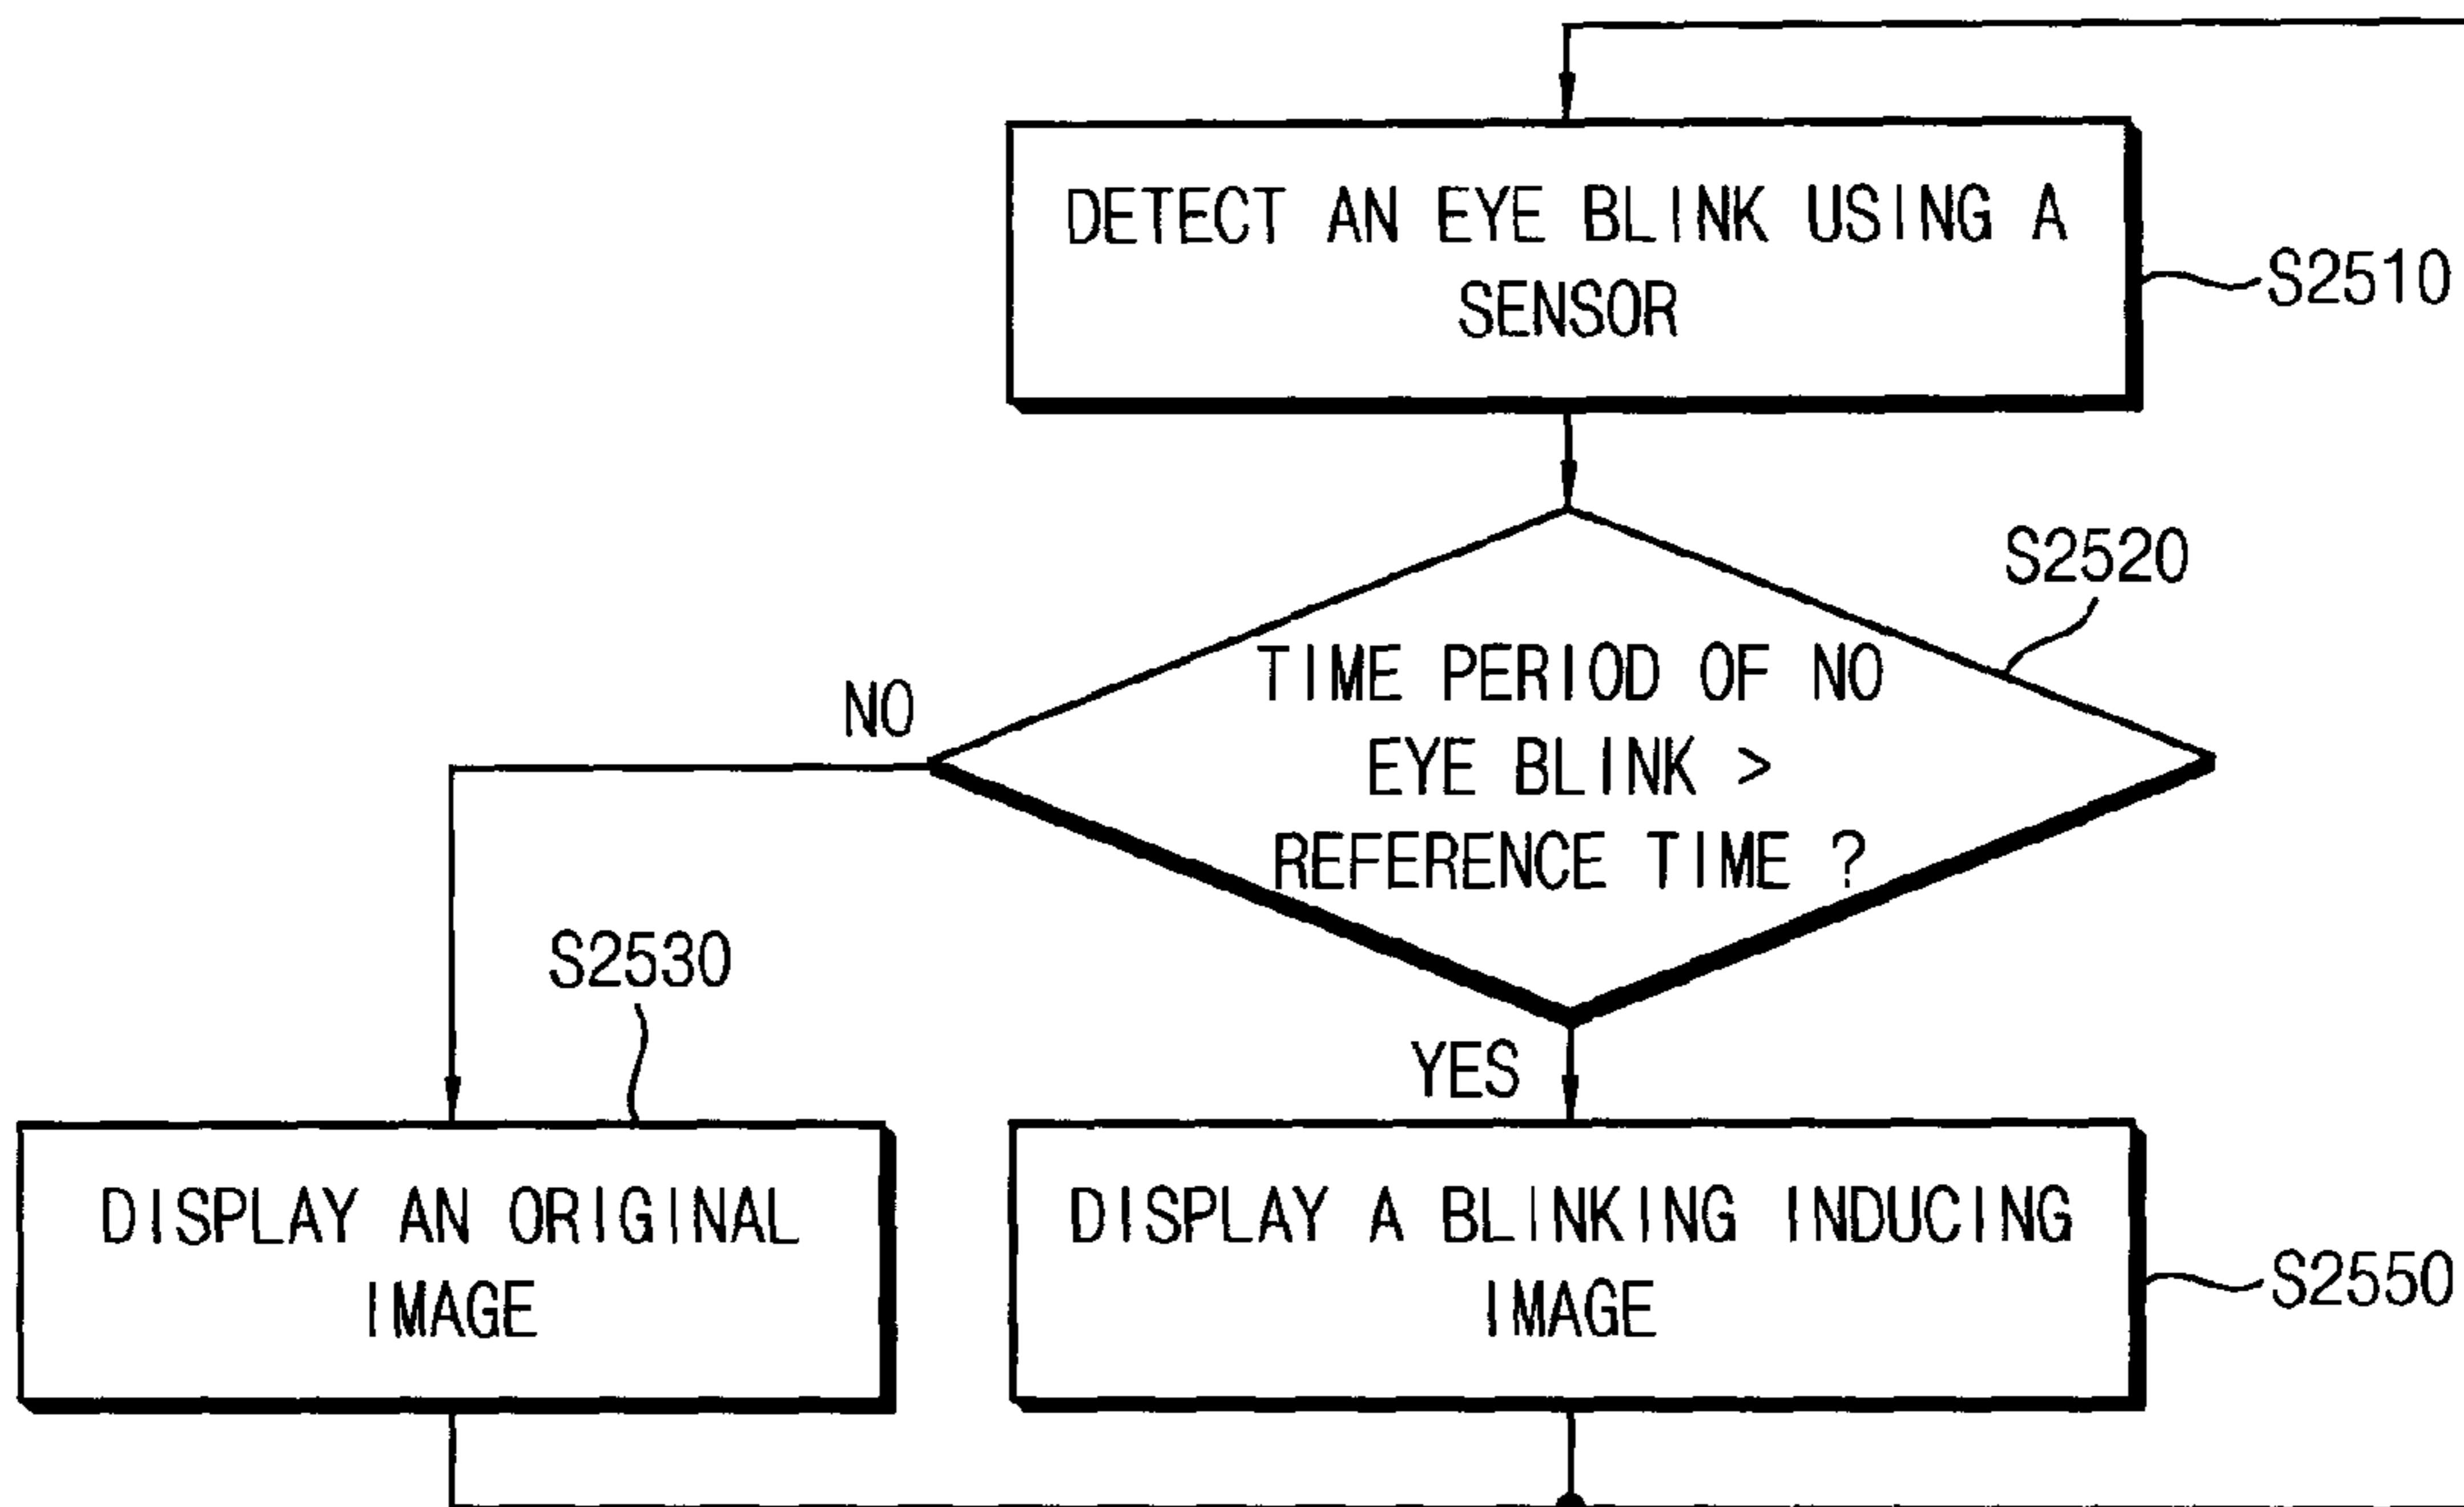 DETECT AN EYE BLINK USING A
SENSOR
S2510
S2520
TIME PERIOD OF NO
EYE BLINK >
REFERENCE TIME ?
NO
YES
S2530
DISPLAY AN ORIGINAL
IMAGE
DISPLAY A BLINKING INDUCING
IMAGE
S2550